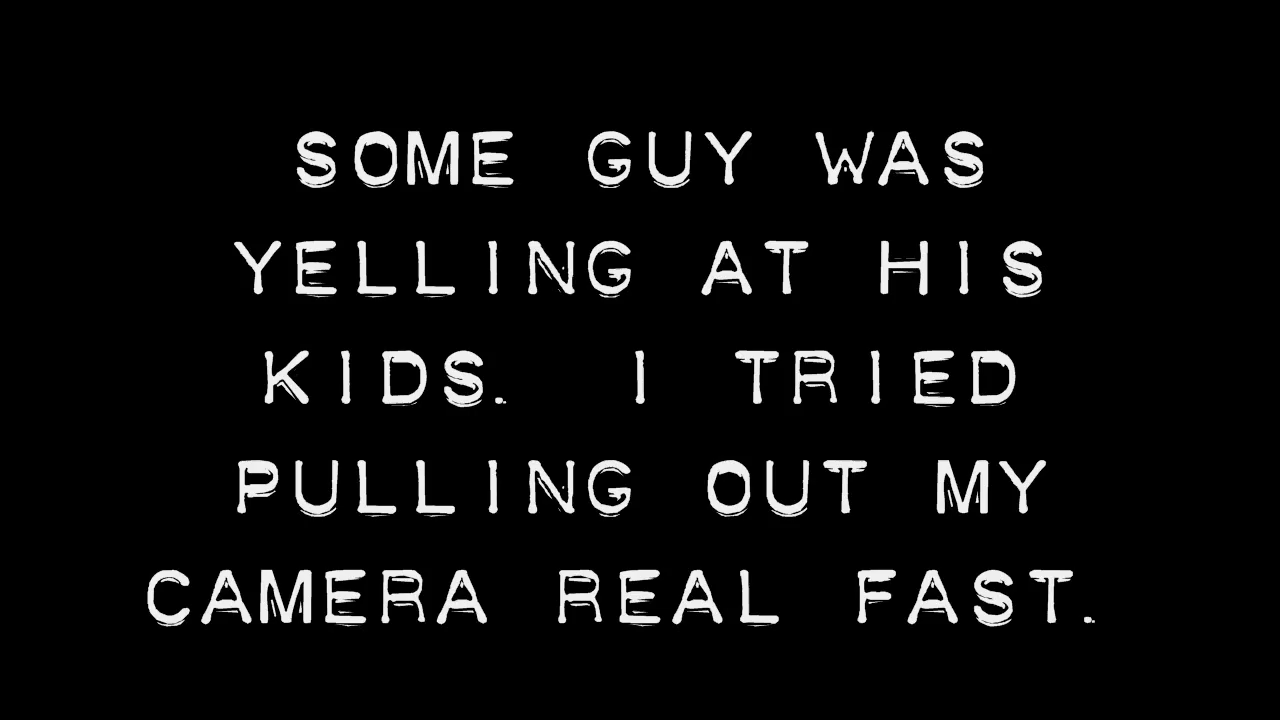 SOME GUY WAS
YELLING AT HIS
KIDS.  I TRIED
PULLING OUT MY
CAMERA REAL FAST.